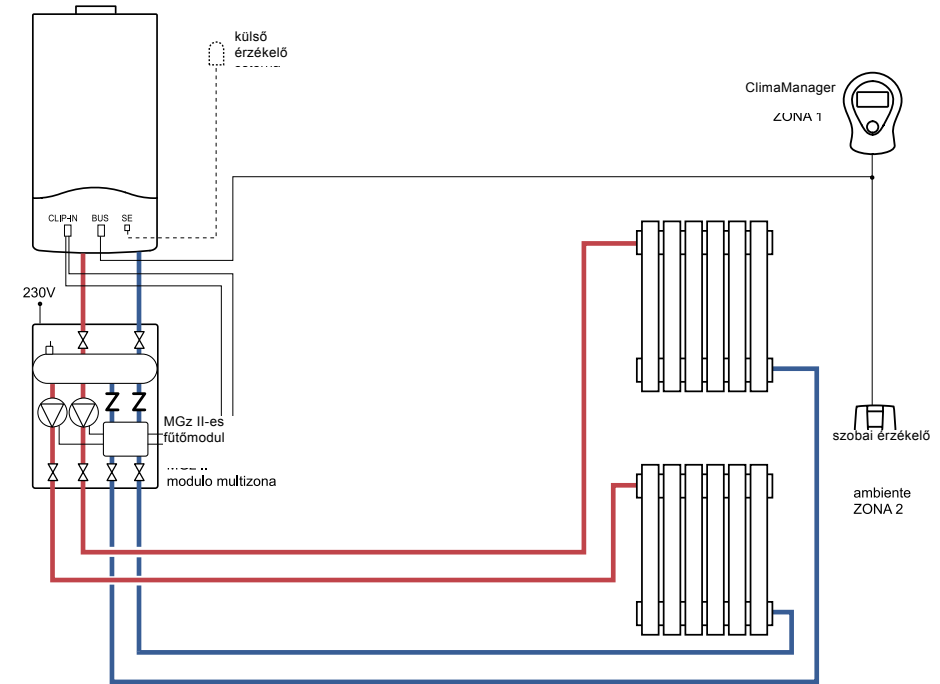 külső
érzékelő
ClimaManager
ZONA 1
CLIP-IN BUS SE
230V
MGz II-es
fűtőmodul
modulo multizona
szobai érzékelő
ambiente
ZONA 2